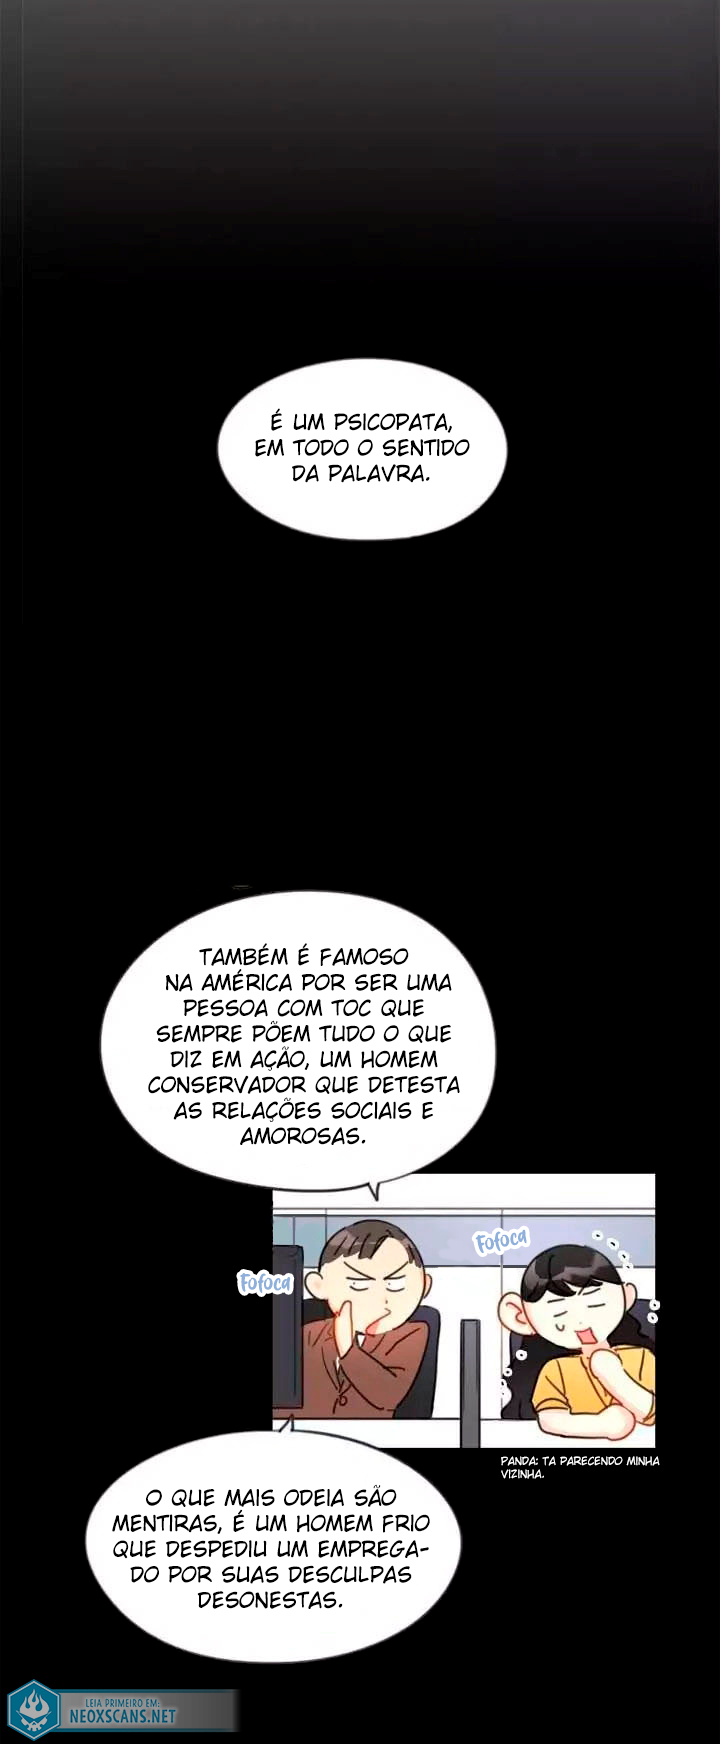 É UM PSICOPATA,
EM TODO O SENTIDO
DA PALAVRA.
TAMBÉM É FAMOSO
NA AMÉRICA POR SER UMA
PESSOA COM TOC QUE
SEMPRE PÕEM TUDO O QUE
DIZ EM AÇÃO, UM HOMEM
CONSERVADOR QUE DETESTA
AS RELAÇÕES SOCIAIS E
AMOROSAS.
Fofoca
Fofoca
PANDA: TA PARECENDO MINHA
VIZINHA.
O QUE MAIS ODEIA SÃO
MENTIRAS, É UM HOMEM FRIO
QUE DESPEDIU UM EMPREGA-
DO POR SUAS DESCULPAS
DESONESTAS.
LEIA PRIMEIRO EM:
NEOXSCANS.NET